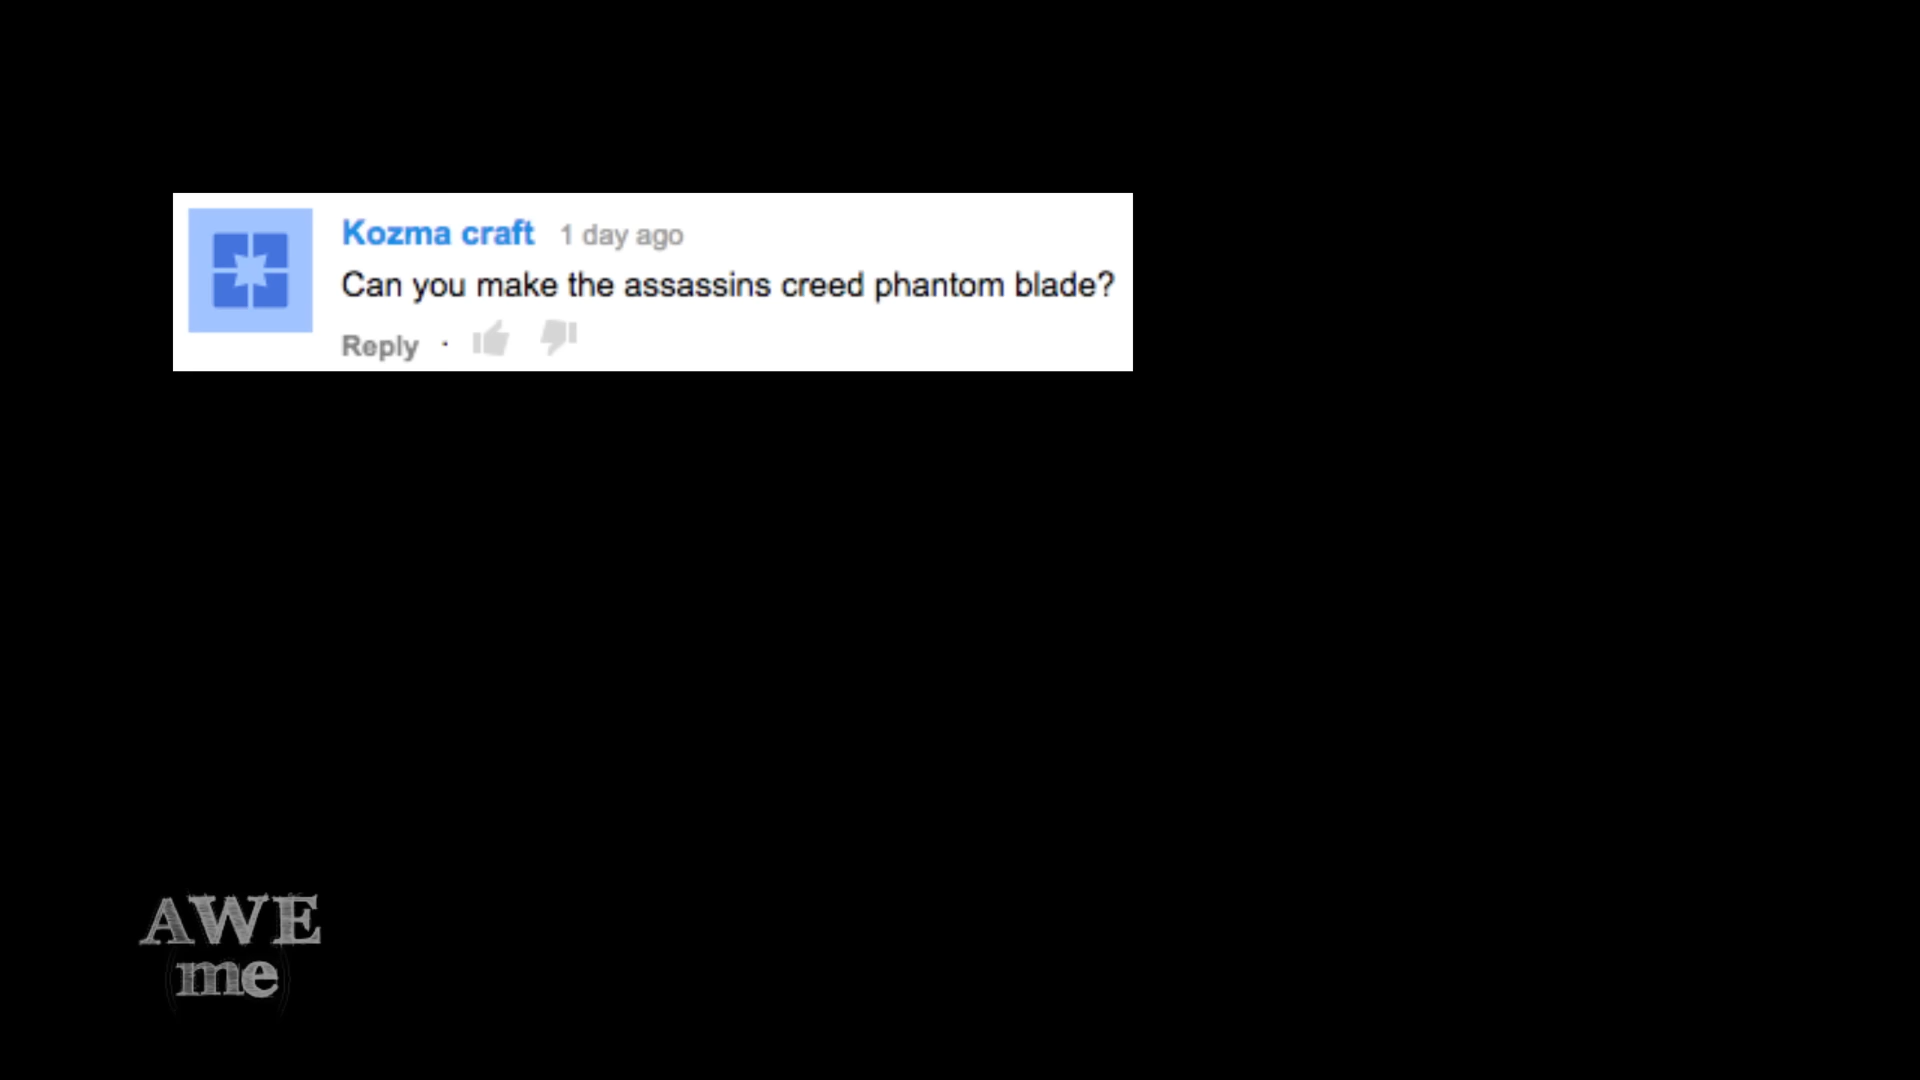 Kozma craft 1 day ago
Can you make the assassins creed phantom blade?
Reply ·
AWE
me